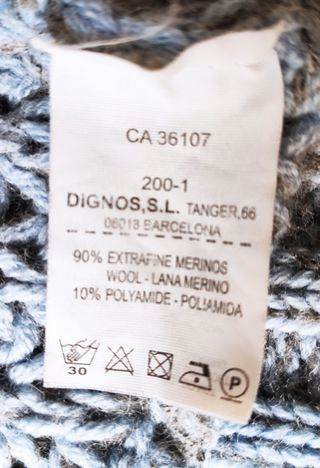 CA 36107
200-1
DIGNOS,S.L. TANGER,66
08018 BARCELONA
90% EXTRAFINE MERINOS
WOOL - LANA MERINO
10% POLYAMIDE - POLIAMIDA
30
P